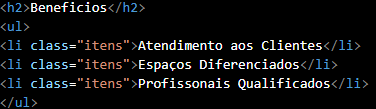 <h2>Beneficios</h2>
<ul>
<li class="itens">Atendimento aos Clientes</li>
<li class="itens">Espaços Diferenciados</li>
<li class="itens">Profissonais Qualificados</li>
</ul>